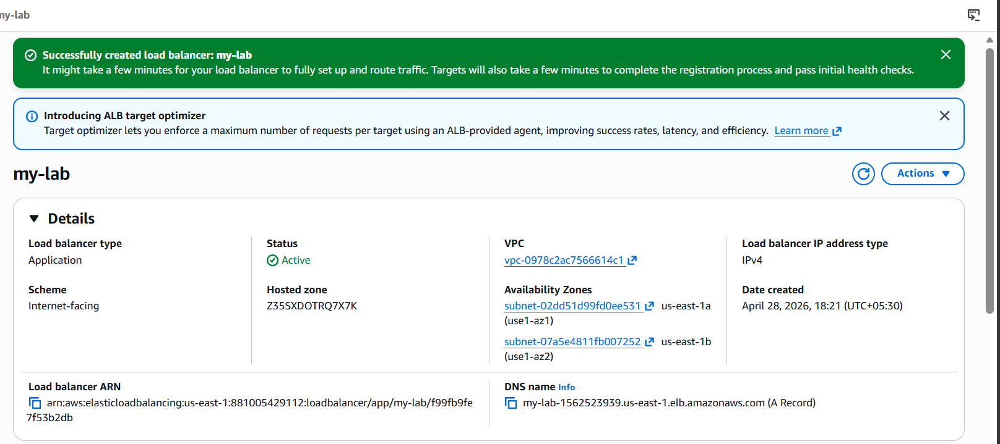 my-lab
Successfully created load balancer: my-lab
It might take a few minutes for your load balancer to fully set up and route traffic. Targets will also take a few minutes to complete the registration process and pass initial health checks.
Introducing ALB target optimizer
Target optimizer lets you enforce a maximum number of requests per target using an ALB-provided agent, improving success rates, latency, and efficiency. Learn more
my-lab
Actions
Details
Load balancer type
Application
Status
Active
VPC
vpc-0978c2ac7566614c1
Load balancer IP address type
IPv4
Scheme
Internet-facing
Hosted zone
Z35SXDOTRQ7X7K
Availability Zones
subnet-02dd51d99fd0ee531 us-east-1a
(use1-az1)
subnet-07a5e4811fb007252 us-east-1b
(use1-az2)
Date created
April 28, 2026, 18:21 (UTC+05:30)
Load balancer ARN
arn:aws:elasticloadbalancing:us-east-1:881005429112:loadbalancer/app/my-lab/f99fb9fe
7f53b2db
DNS name Info
my-lab-1562523939.us-east-1.elb.amazonaws.com (A Record)